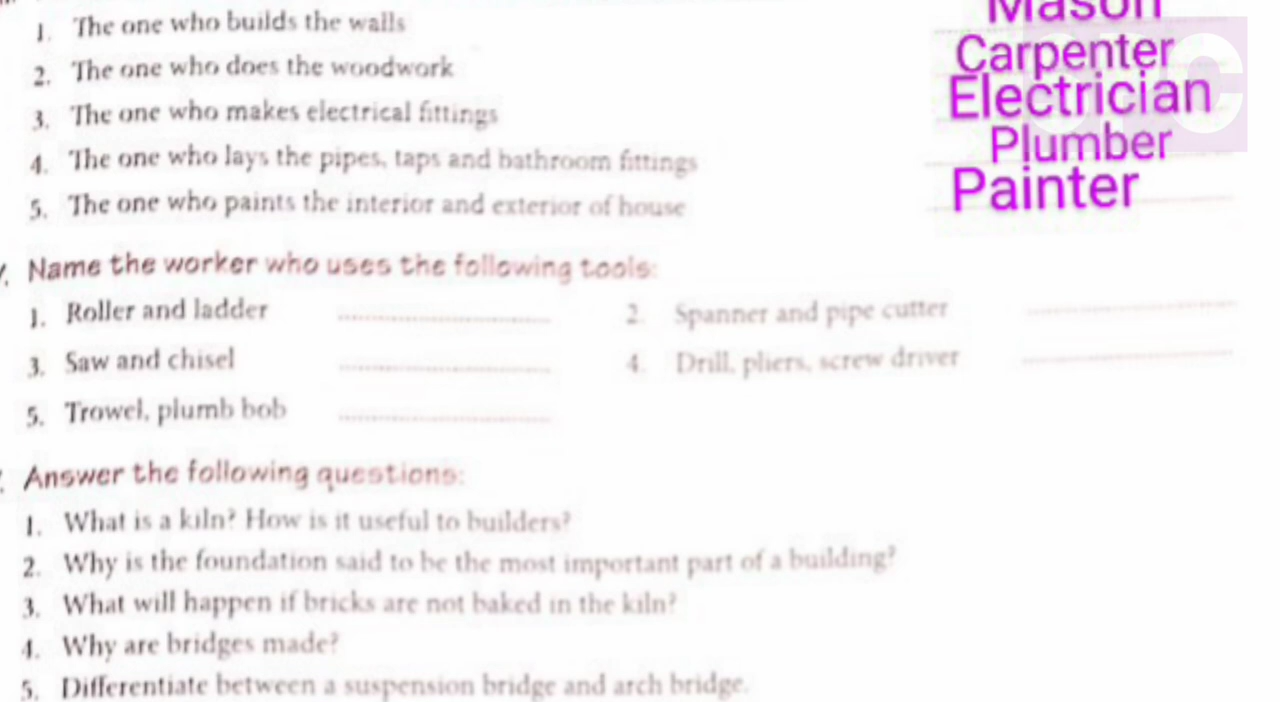 Mason
1. The one who builds the walls
Carpenter
2. The one who does the woodwork
Electrician
3. The one who makes electrical fittings
Plumber
4. The one who lays the pipes, taps and bathroom fittings
Painter
5. The one who paints the interior and exterior of house
Name the worker who uses the following tools:
1. Roller and ladder .................... 2. Spanner and pipe cutter ....................
3. Saw and chisel .................... 4. Drill, pliers, screw driver ....................
5. Trowel, plumb bob ....................
Answer the following questions:
1. What is a kiln? How is it useful to builders?
2. Why is the foundation said to be the most important part of a building?
3. What will happen if bricks are not baked in the kiln?
4. Why are bridges made?
5. Differentiate between a suspension bridge and arch bridge.